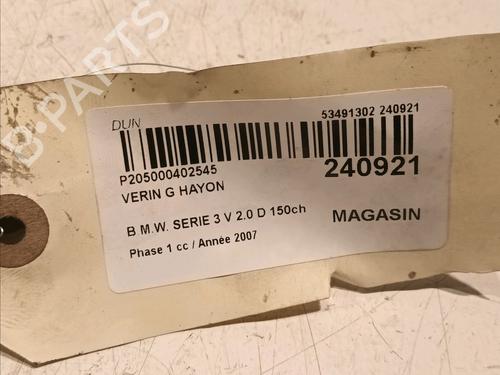 B-PARTS
DUN
53491302 240921
P205000402545
240921
VERIN G HAYON
B M.W. SERIE 3 V 2.0 D 150ch
MAGASIN
Phase 1 cc / Année 2007